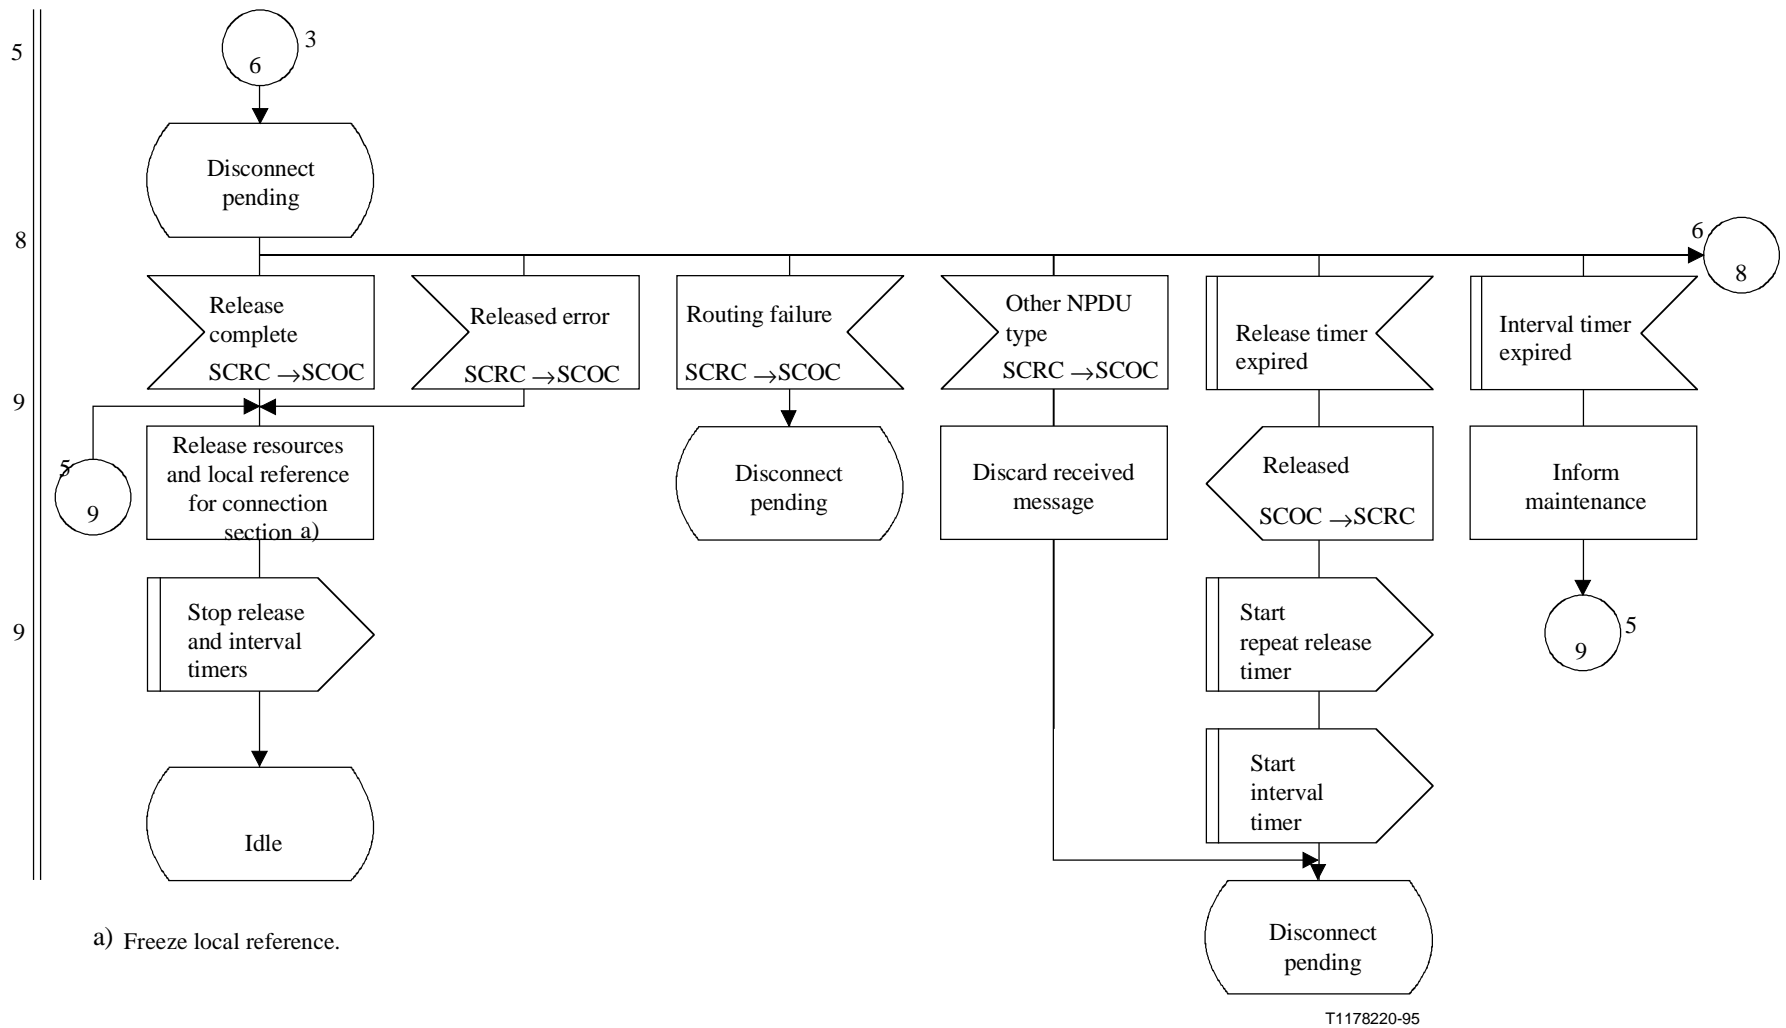 5
3
6
Disconnect
pending
8
6
8
Release
complete
SCRC →SCOC
Released error
SCRC →SCOC
Routing failure
SCRC →SCOC
Other NPDU
type
SCRC →SCOC
Release timer
expired
Interval timer
expired
9
5
9
Release resources
and local reference
for connection
section a)
Disconnect
pending
Discard received
message
Released
SCOC →SCRC
Inform
maintenance
9
Stop release
and interval
timers
Start
repeat release
timer
5
9
Start
interval
timer
Idle
Disconnect
pending
a) Freeze local reference.
T1178220-95